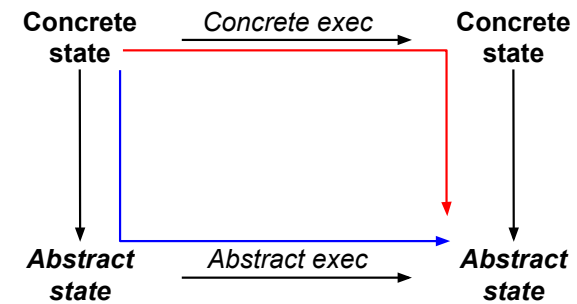 Concrete
state
Concrete exec
Concrete
state
Abstract
state
Abstract exec
Abstract
state